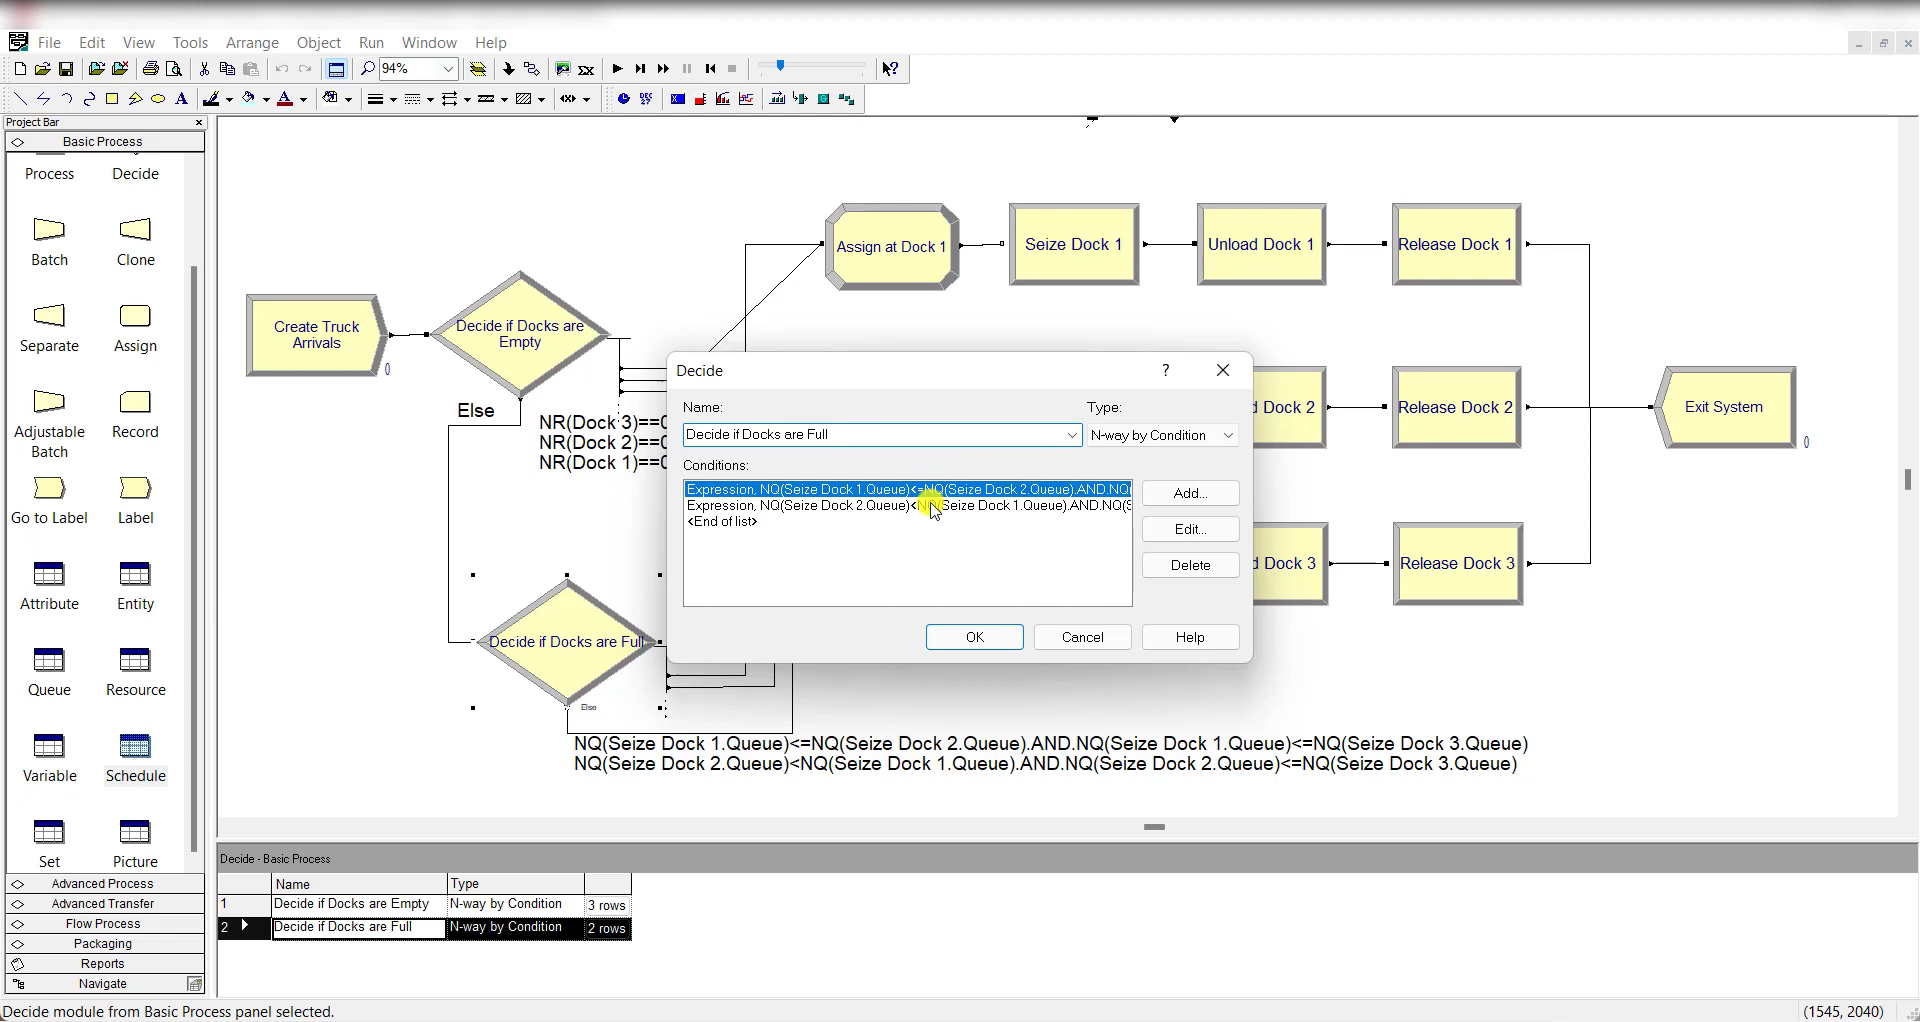 File Edit View Tools Arrange Object Run Window Help
94%
Project Bar
Basic Process
Process Decide
Batch Clone
Separate Assign
Adjustable Batch Record
Go to Label Label
Attribute Entity
Queue Resource
Variable Schedule
Set Picture
Advanced Process
Advanced Transfer
Flow Process
Packaging
Reports
Navigate
Create Truck
Arrivals
0
Decide if Docks are
Empty
Else
NR(Dock 3)==
NR(Dock 2)==
NR(Dock 1)==
Assign at Dock 1
Seize Dock 1
Unload Dock 1
Release Dock 1
d Dock 2
Release Dock 2
d Dock 3
Release Dock 3
Exit System
0
Decide if Docks are Full
Else
Decide
?
Name:
Type:
Decide if Docks are Full
N-way by Condition
Conditions:
Expression, NQ(Seize Dock 1.Queue)<=NQ(Seize Dock 2.Queue).AND.NQ(
Expression, NQ(Seize Dock 2.Queue)<NQ(Seize Dock 1.Queue).AND.NQ(S
<End of list>
Add...
Edit...
Delete
OK
Cancel
Help
NQ(Seize Dock 1.Queue)<=NQ(Seize Dock 2.Queue).AND.NQ(Seize Dock 1.Queue)<=NQ(Seize Dock 3.Queue)
NQ(Seize Dock 2.Queue)<NQ(Seize Dock 1.Queue).AND.NQ(Seize Dock 2.Queue)<=NQ(Seize Dock 3.Queue)
Decide - Basic Process
Name Type
1 Decide if Docks are Empty N-way by Condition 3 rows
2 Decide if Docks are Full N-way by Condition 2 rows
Decide module from Basic Process panel selected.
(1545, 2040)